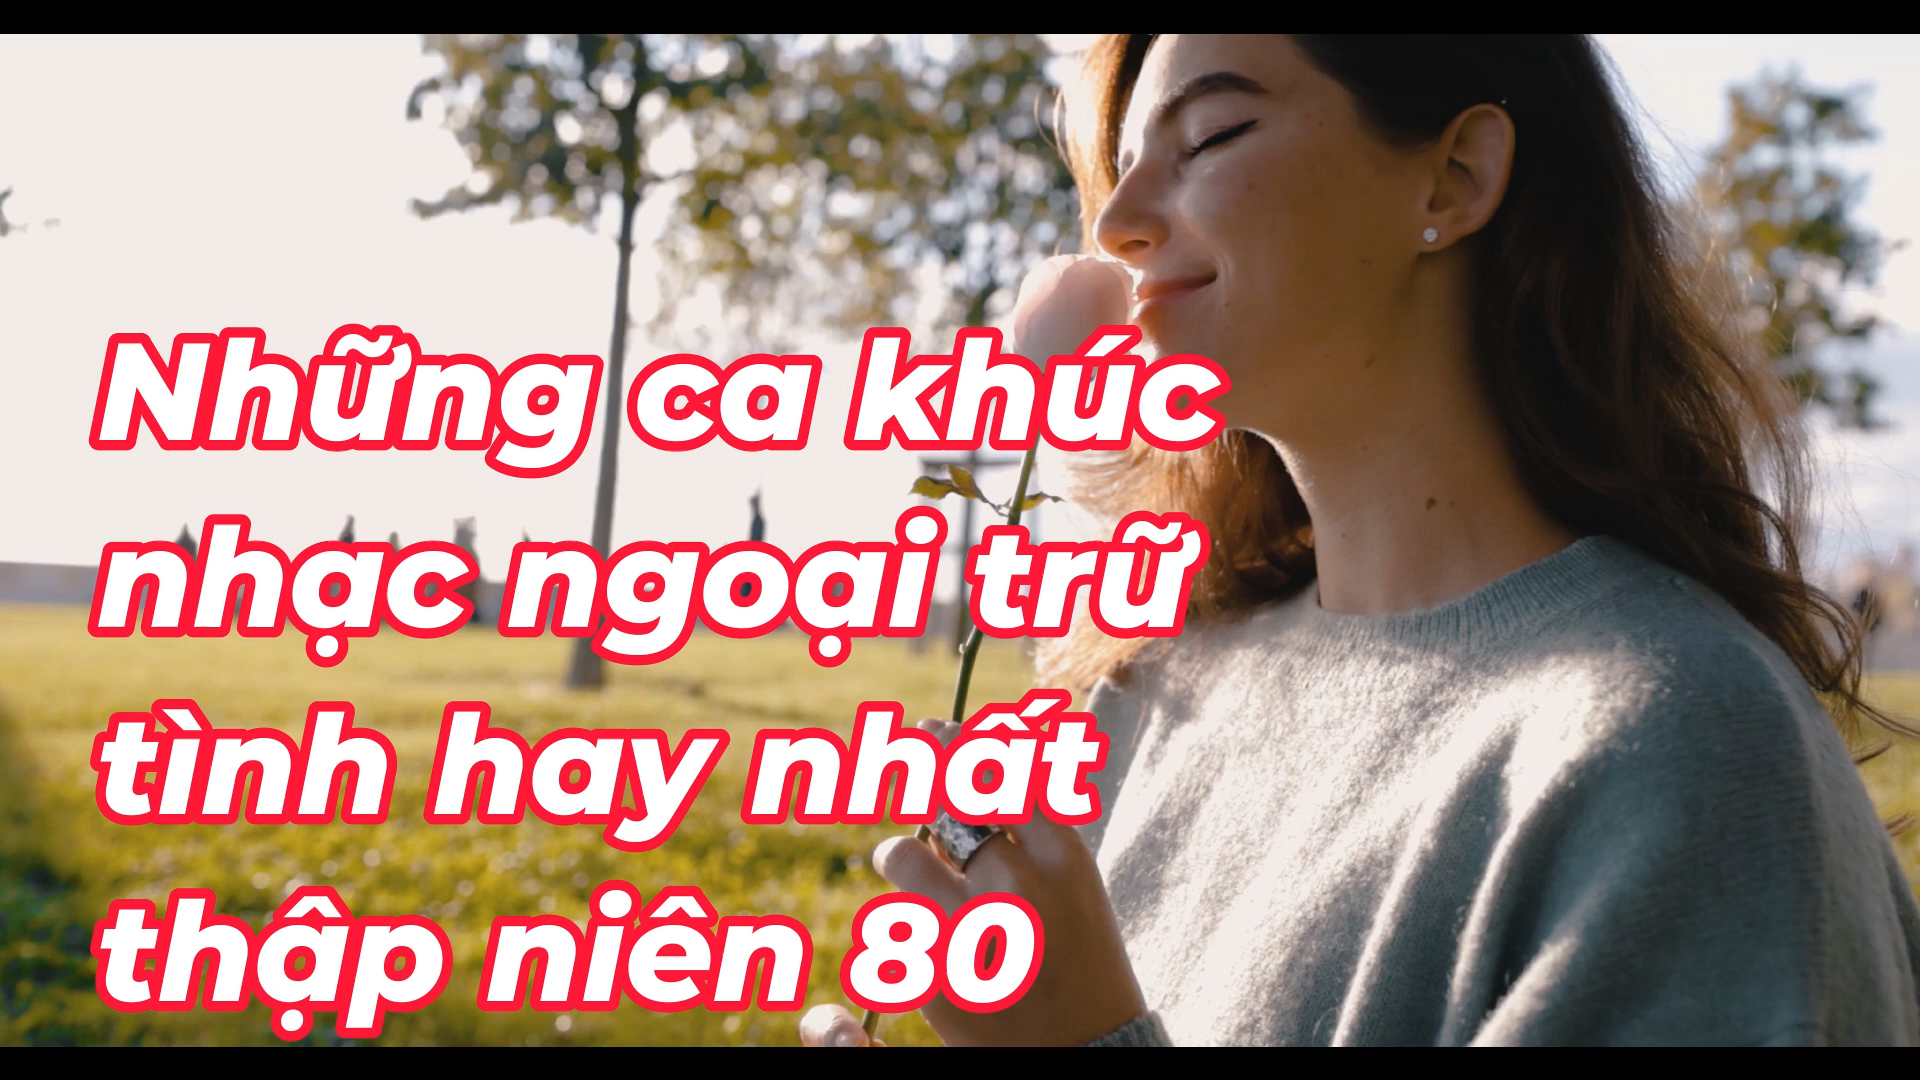 Những ca khúc
nhạc ngoại trữ
tình hay nhất
thập niên 80